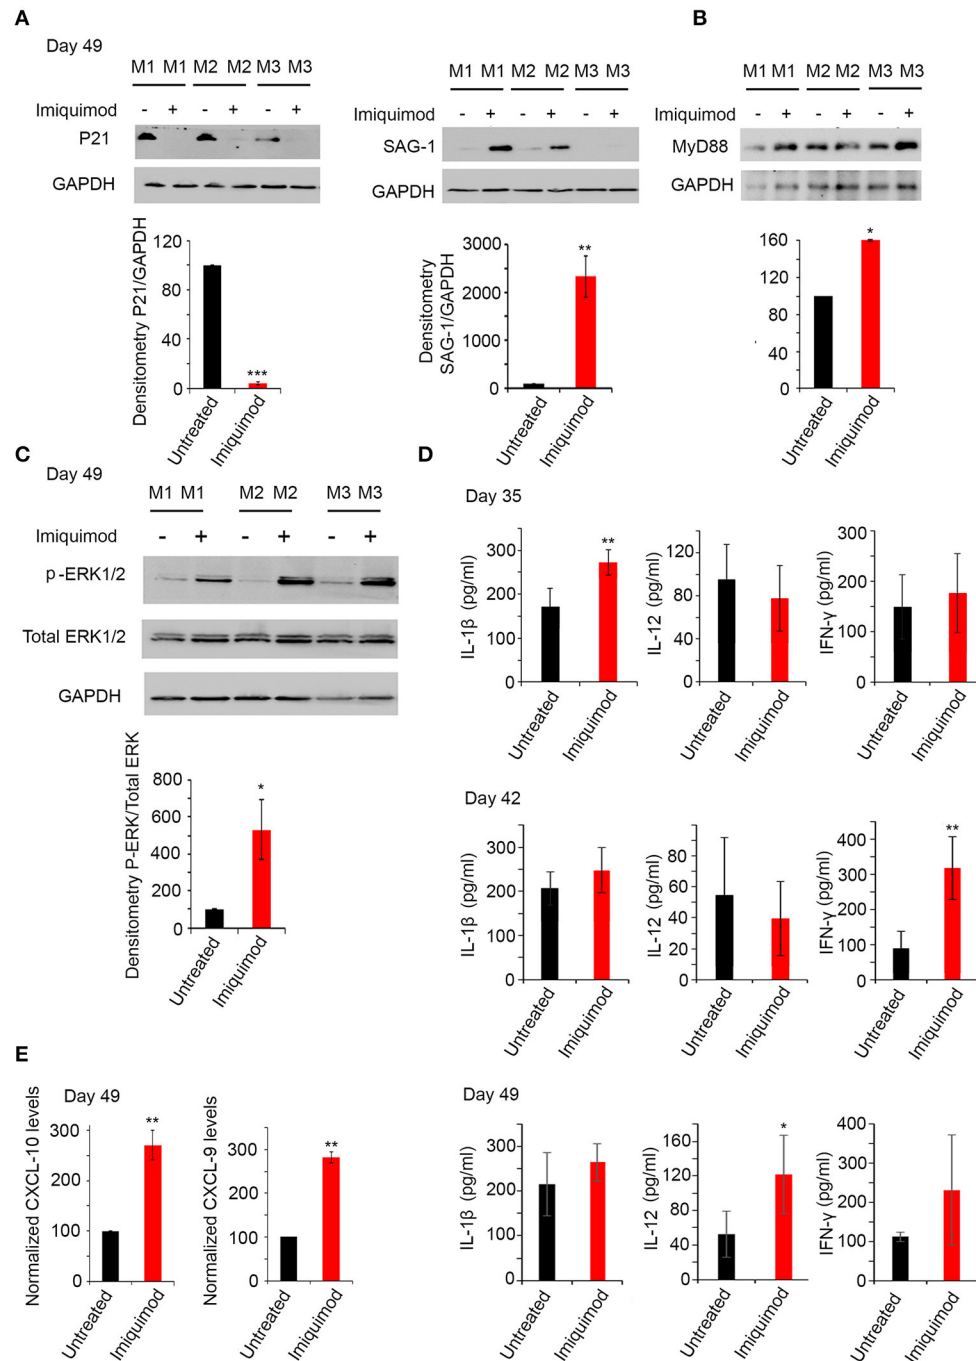 A
Day 49
M1 M1 M2 M2 M3 M3
Imiquimod - + - + - +
P21
GAPDH
Densitometry P21/GAPDH
120
80
40
0
***
Untreated
Imiquimod
M1 M1 M2 M2 M3 M3
Imiquimod - + - + - +
SAG-1
GAPDH
Densitometry
SAG-1/GAPDH
3000
2000
1000
0
**
Untreated
Imiquimod
B
M1 M1 M2 M2 M3 M3
Imiquimod - + - + - +
MyD88
GAPDH
160
120
80
40
0
*
Untreated
Imiquimod
C
Day 49
M1 M1 M2 M2 M3 M3
Imiquimod - + - + - +
p-ERK1/2
Total ERK1/2
GAPDH
Densitometry P-ERK/Total ERK
800
600
400
200
0
*
Untreated
Imiquimod
D
Day 35
IL-1β (pg/ml)
300
200
100
0
**
Untreated
Imiquimod
IL-12 (pg/ml)
120
80
40
0
Untreated
Imiquimod
IFN-γ (pg/ml)
300
200
100
0
Untreated
Imiquimod
Day 42
IL-1β (pg/ml)
300
200
100
0
Untreated
Imiquimod
IL-12 (pg/ml)
100
80
60
40
20
0
Untreated
Imiquimod
IFN-γ (pg/ml)
400
300
200
100
0
**
Untreated
Imiquimod
Day 49
IL-1β (pg/ml)
300
200
100
0
Untreated
Imiquimod
IL-12 (pg/ml)
160
120
80
40
0
*
Untreated
Imiquimod
IFN-γ (pg/ml)
400
300
200
100
0
Untreated
Imiquimod
E
Day 49
Normalized CXCL-10 levels
300
200
100
0
**
Untreated
Imiquimod
Normalized CXCL-9 levels
300
200
100
0
**
Untreated
Imiquimod